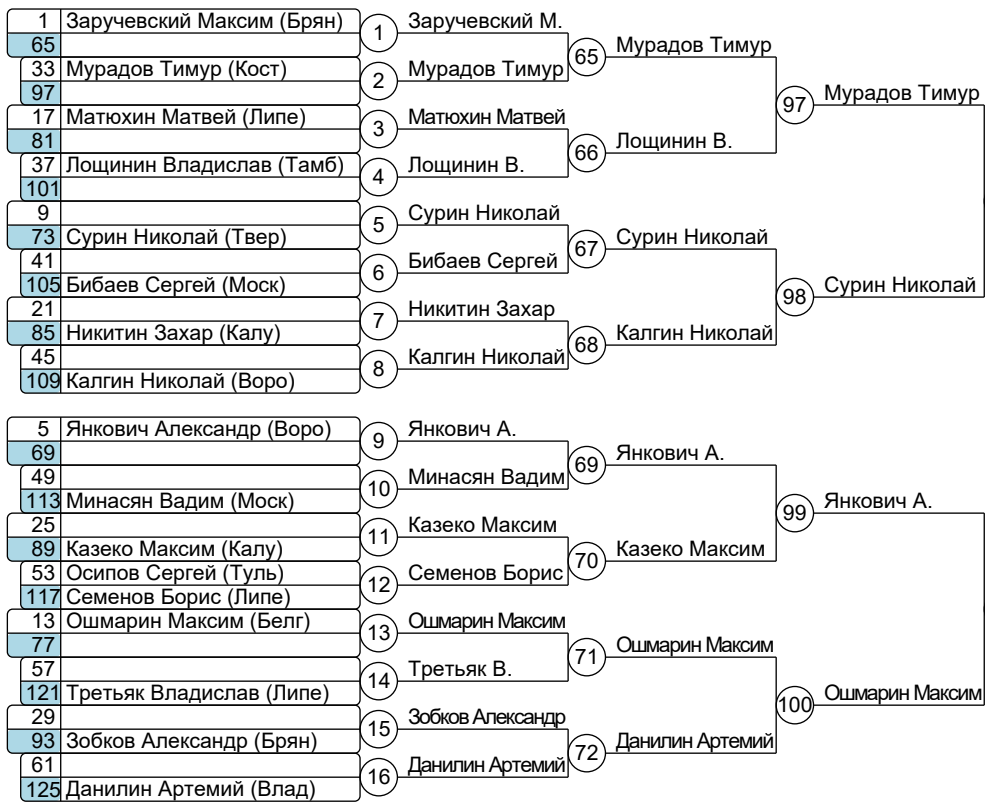 1 Заручевский Максим (Брян) Заручевский М.
65 1 Мурадов Тимур
33 Мурадов Тимур (Кост) 65 Мурадов Тимур
97 2 Мурадов Тимур
17 Матюхин Матвей (Липе) Матюхин Матвей 97
81 3 Лощинин В.
37 Лощинин Владислав (Тамб) 66 Лощинин В.
101 4
9 Сурин Николай
73 Сурин Николай (Твер) 5 Сурин Николай
41 67 Бибаев Сергей
105 Бибаев Сергей (Моск) 6 Сурин Николай
21 Никитин Захар 98
85 Никитин Захар (Калу) 7 Калгин Николай
45 68 Калгин Николай
109 Калгин Николай (Воро) 8
5 Янкович Александр (Воро) Янкович А.
69 9 Янкович А.
49 69 Минасян Вадим
113 Минасян Вадим (Моск) 10 Янкович А.
25 Казеко Максим 99
89 Казеко Максим (Калу) 11 Казеко Максим
53 Осипов Сергей (Туль) 70 Семенов Борис
117 Семенов Борис (Липе) 12
13 Ошмарин Максим (Белг) Ошмарин Максим
77 13 Ошмарин Максим
57 71 Третьяк В.
121 Третьяк Владислав (Липе) 14 Ошмарин Максим
29 Зобков Александр 100
93 Зобков Александр (Брян) 15 Данилин Артемий
61 72 Данилин Артемий
125 Данилин Артемий (Влад) 16